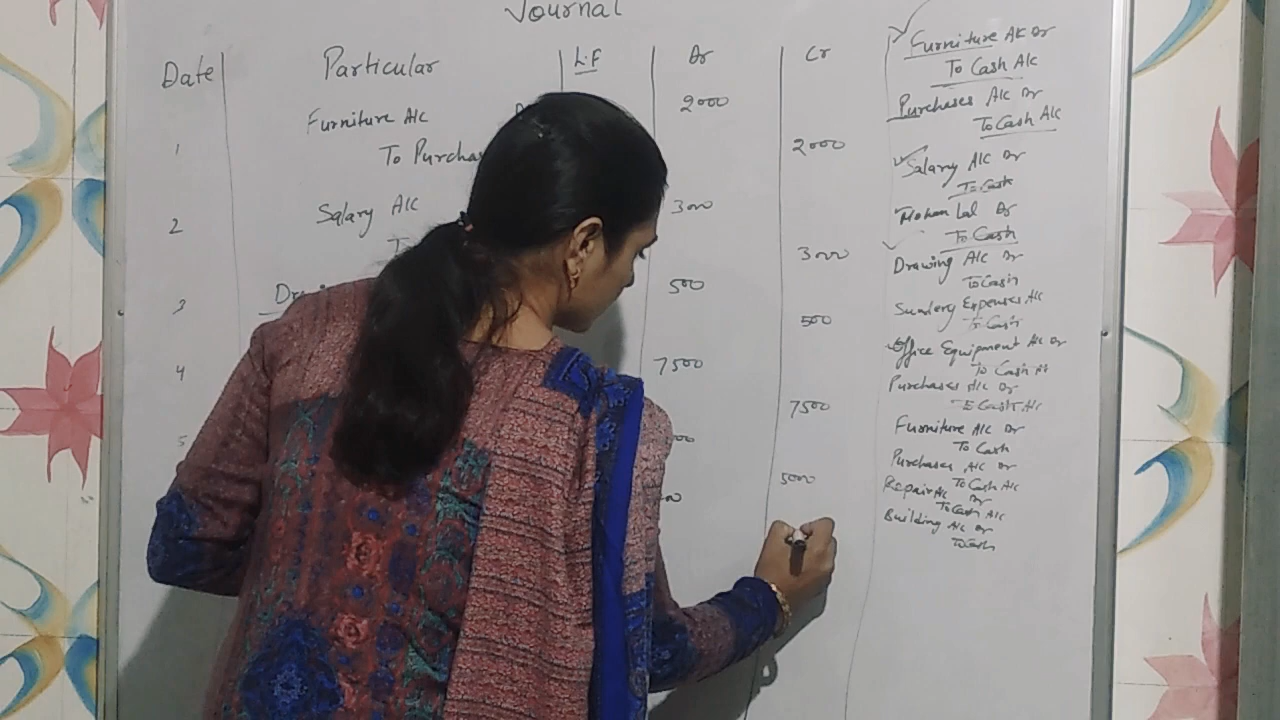 Journal
Date Particular L.F Dr Cr
Furniture A/c 2000
1 To Purchas 2000
2 Salary A/c 3000
3000
3 500
500
4 7500
7500
5
5000
Furniture A/c Dr
To Cash A/c
Purchases A/c Dr
To Cash A/c
Salary A/c Dr
To Cash
Mohan Lal Dr
To Cash
Drawing A/c Dr
To Cash
Sundery Expenses A/c
To Cash
Office Equipment A/c Dr
To Cash A/c
Purchases A/c Dr
To Cash A/c
Furniture A/c Dr
To Cash
Purchases A/c Dr
To Cash A/c
Repair A/c Dr
To Cash A/c
Building A/c Dr
To Cash